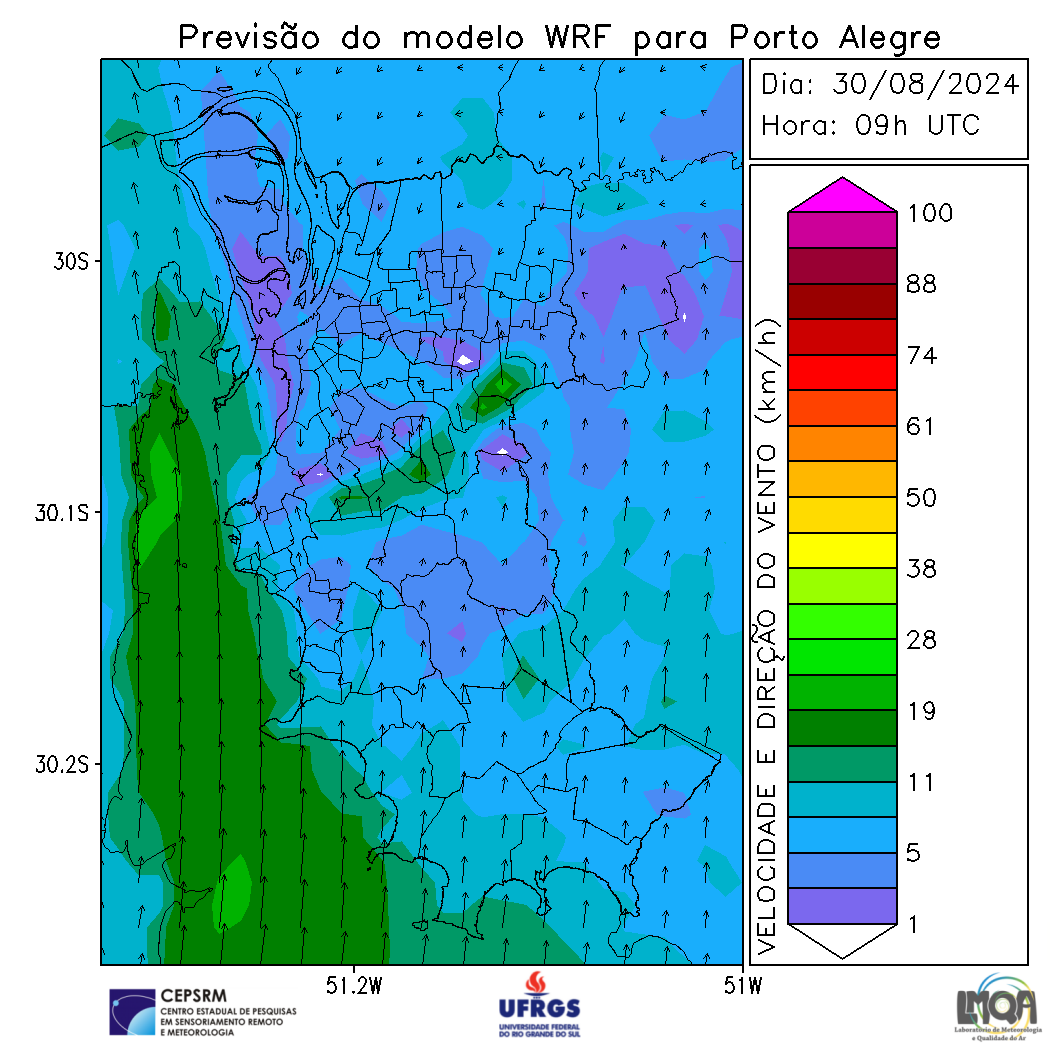 Previsão do modelo WRF para Porto Alegre
Dia: 30/08/2024
Hora: 09h UTC
30S
30.1S
30.2S
51.2W
51W
VELOCIDADE E DIREÇÃO DO VENTO (km/h)
100
88
74
61
50
38
28
19
11
5
1
CEPSRM
CENTRO ESTADUAL DE PESQUISAS
EM SENSORIAMENTO REMOTO
E METEOROLOGIA
UFRGS
UNIVERSIDADE FEDERAL
DO RIO GRANDE DO SUL
LMQA
Laboratório de Meteorologia
e Qualidade do Ar